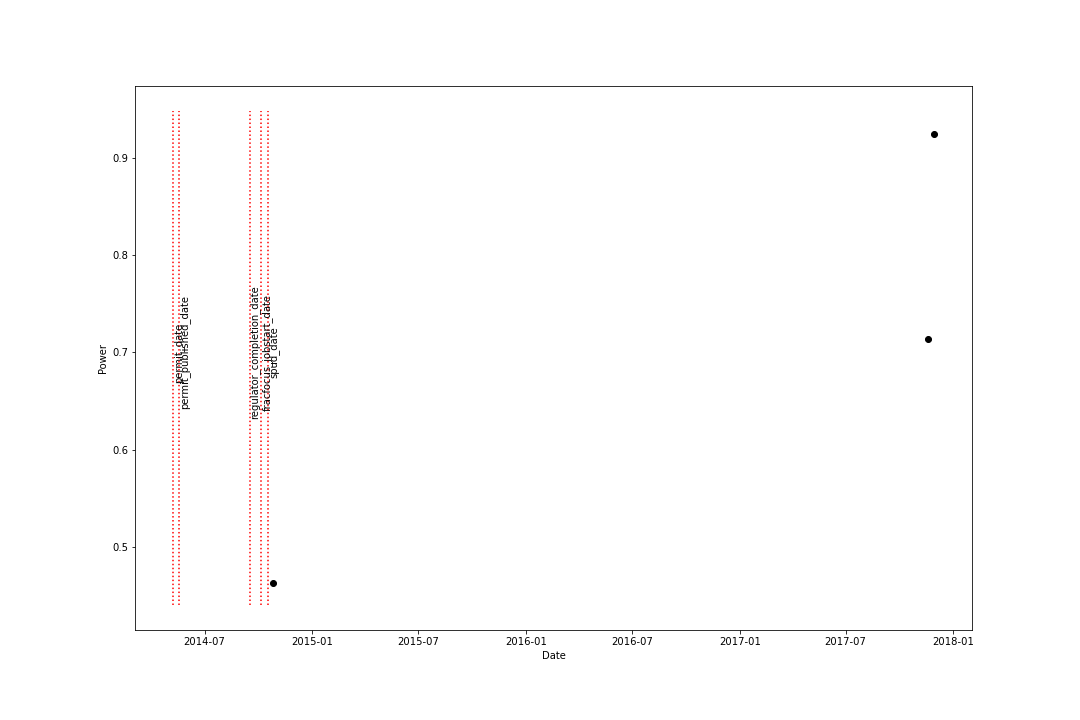 0.9
0.8
0.7
0.6
0.5
Power
permit_date
permit_published_date
regulator_completion_date
fracfocus_jobstart_date
spud_date
2014-07
2015-01
2015-07
2016-01
2016-07
2017-01
2017-07
2018-01
Date